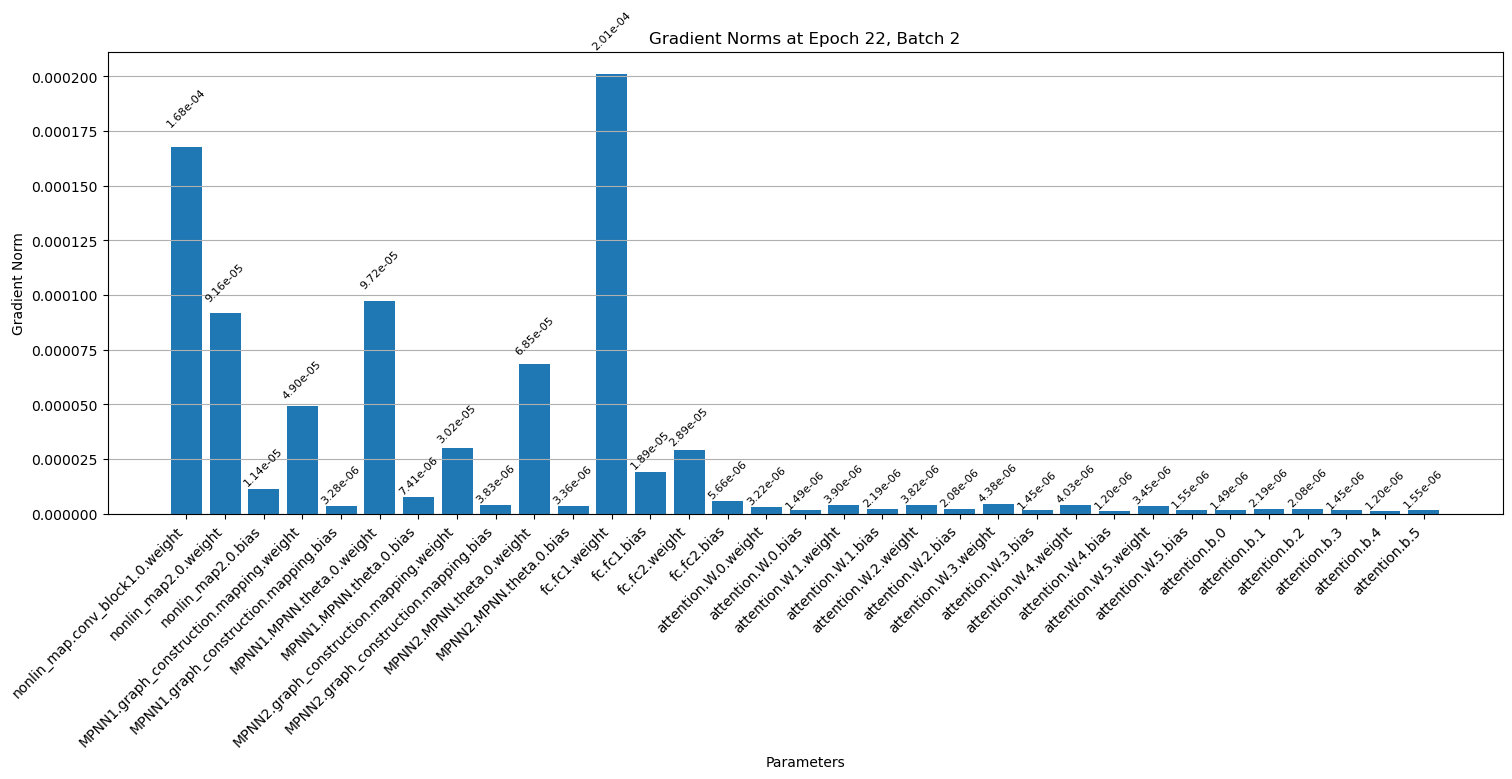 Gradient Norms at Epoch 22, Batch 2
Gradient Norm
0.000200
0.000175
0.000150
0.000125
0.000100
0.000075
0.000050
0.000025
0.000000
1.68e-04
9.16e-05
1.14e-05
4.90e-05
3.28e-06
9.72e-05
7.41e-06
3.02e-05
3.83e-06
6.85e-05
3.36e-06
2.01e-04
1.89e-05
2.89e-05
5.66e-06
3.22e-06
1.49e-06
3.90e-06
2.19e-06
3.82e-06
2.08e-06
4.38e-06
1.45e-06
4.03e-06
1.20e-06
3.45e-06
1.55e-06
1.49e-06
2.19e-06
2.08e-06
1.45e-06
1.20e-06
1.55e-06
nonlin_map.conv_block1.0.weight
nonlin_map2.0.weight
nonlin_map2.0.bias
MPNN1.graph_construction.mapping.weight
MPNN1.graph_construction.mapping.bias
MPNN1.MPNN.theta.0.weight
MPNN1.MPNN.theta.0.bias
MPNN2.graph_construction.mapping.weight
MPNN2.graph_construction.mapping.bias
MPNN2.MPNN.theta.0.weight
MPNN2.MPNN.theta.0.bias
fc.fc1.weight
fc.fc1.bias
fc.fc2.weight
fc.fc2.bias
attention.W.0.weight
attention.W.0.bias
attention.W.1.weight
attention.W.1.bias
attention.W.2.weight
attention.W.2.bias
attention.W.3.weight
attention.W.3.bias
attention.W.4.weight
attention.W.4.bias
attention.W.5.weight
attention.W.5.bias
attention.b.0
attention.b.1
attention.b.2
attention.b.3
attention.b.4
attention.b.5
Parameters